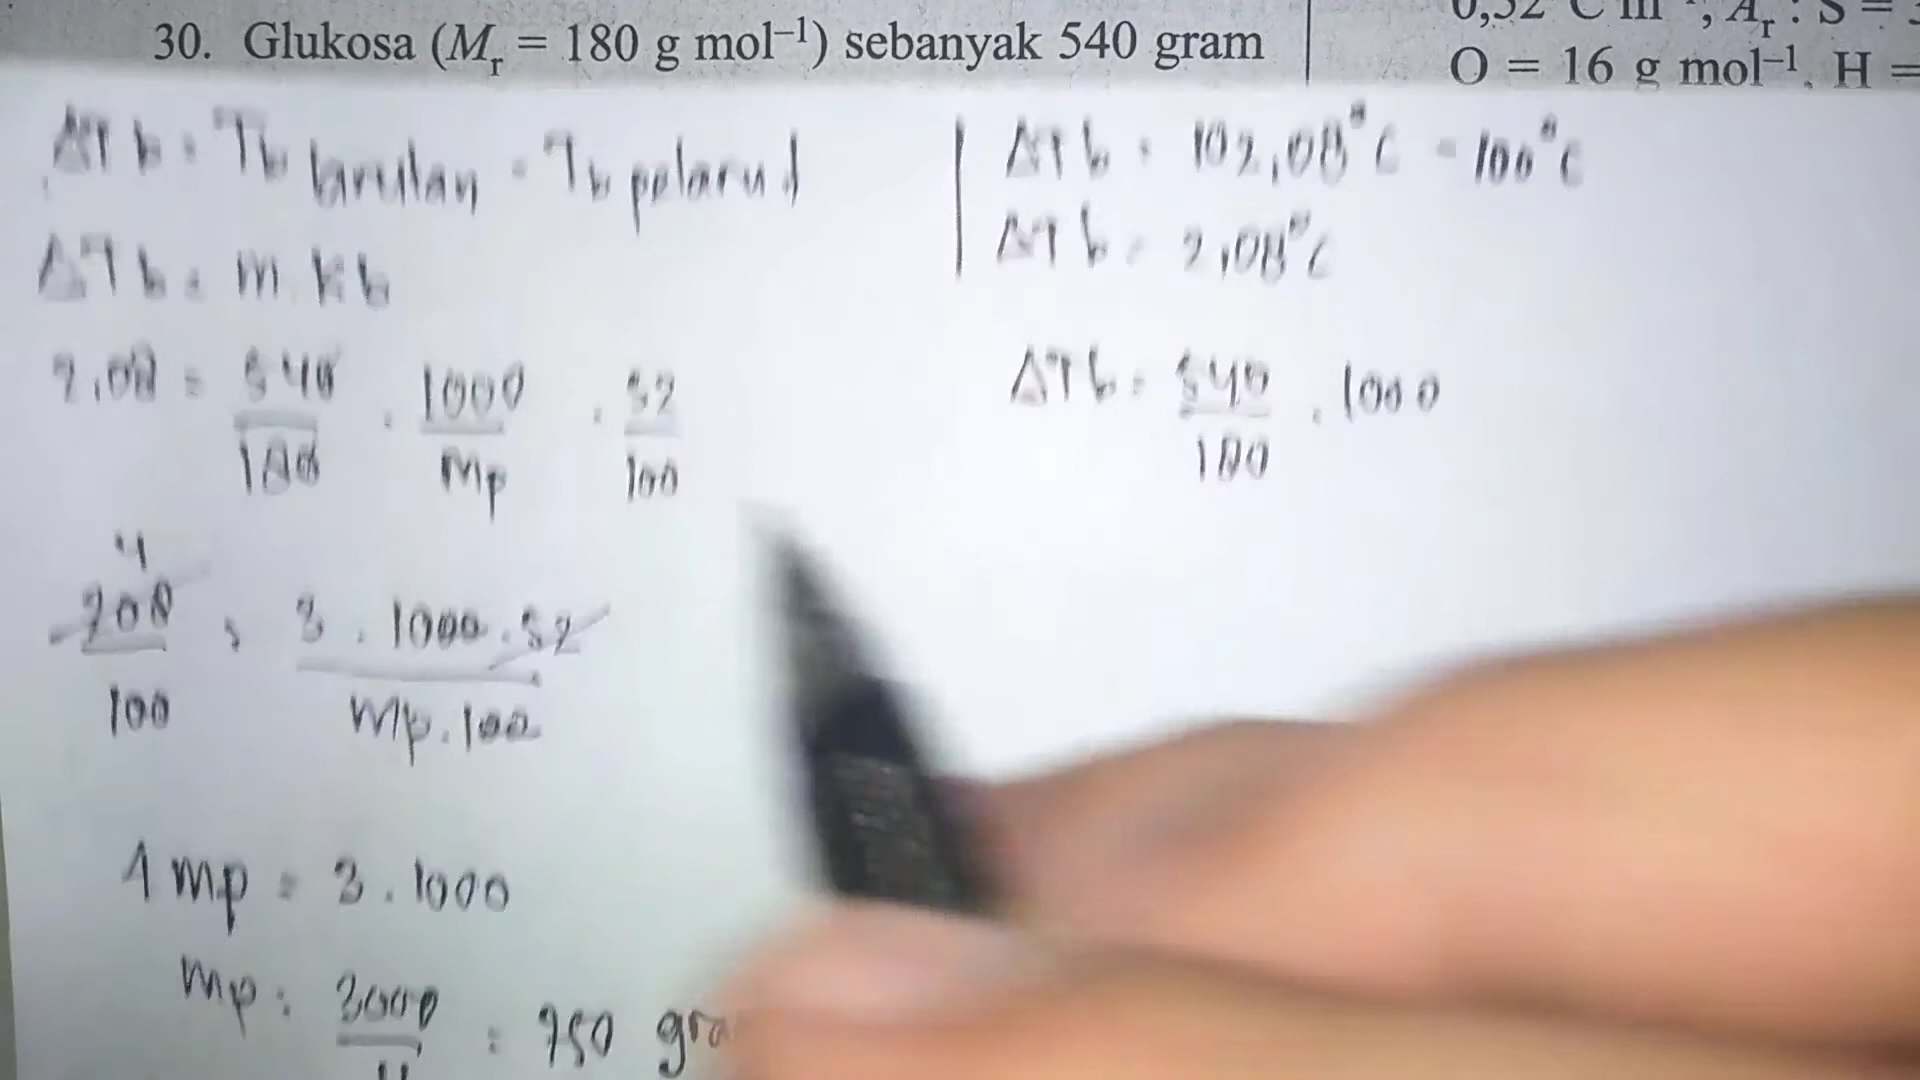 30. Glukosa (Mr = 180 g mol–1) sebanyak 540 gram
O = 16 g mol–1, H =
ΔTb = Tb larutan - Tb pelarut
ΔTb = m . Kb
2,08 = 540/180 . 1000/Mp . 52/100
4
208/100 = 3 . 1000 . 52/Mp . 100
4 mp = 3 . 1000
mp = 3000/4 = 750 gra
ΔTb = 102,08°C - 100°C
ΔTb = 2,08°C
ΔTb = 540/180 . 1000